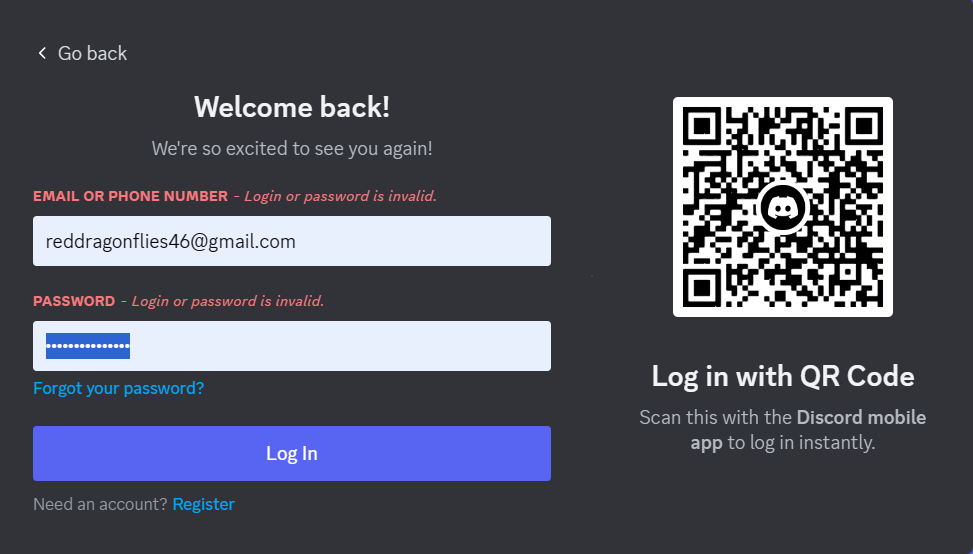 Go back
Welcome back!
We're so excited to see you again!
EMAIL OR PHONE NUMBER - Login or password is invalid.
reddragonflies46@gmail.com
PASSWORD - Login or password is invalid.
•••••••••••••••
Forgot your password?
Log In
Need an account? Register
Log in with QR Code
Scan this with the Discord mobile
app to log in instantly.